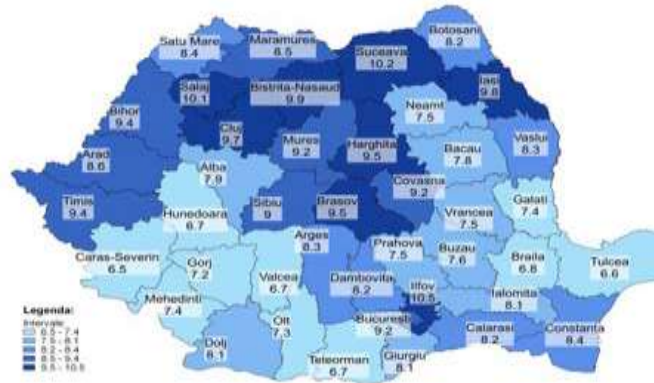 Botosani
8.2
Satu Mare
8.4
Maramures
8.5
Suceava
10.2
Iasi
9.8
Salaj
10.1
Bistrita-Nasaud
9.9
Neamt
7.5
Bihor
9.4
Cluj
9.7
Mures
9.2
Harghita
9.5
Bacau
7.8
Vaslui
8.3
Arad
8.6
Alba
7.9
Covasna
9.2
Timis
9.4
Hunedoara
6.7
Sibiu
9
Brasov
9.5
Vrancea
7.5
Galati
7.4
Caras-Severin
6.5
Gorj
7.2
Valcea
6.7
Arges
8.3
Prahova
7.5
Buzau
7.6
Braila
6.8
Tulcea
6.6
Mehedinti
7.4
Dambovita
8.2
Ilfov
10.5
Ialomita
8.1
Dolj
8.1
Olt
7.3
Teleorman
6.7
Bucuresti
9.2
Giurgiu
8.1
Calarasi
8.2
Constanta
8.4
Legenda:
Intervale:
6.5 - 7.4
7.5 - 8.1
8.2 - 8.4
8.5 - 9.4
9.5 - 10.5